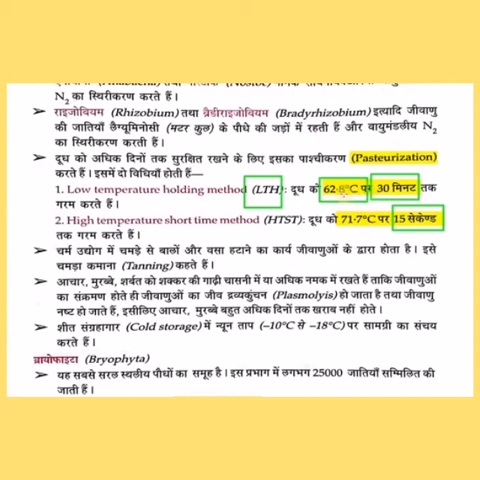 N₂ का स्थिरीकरण करते हैं।
➤ राइजोवियम (Rhizobium) तथा ब्रैडीराइजोवियम (Bradyrhizobium) इत्यादि जीवाणु
की जातियाँ लैग्यूमिनोसी (मटर कुल) के पौधे की जड़ों में रहती हैं और वायुमंडलीय N₂
का स्थिरीकरण करती हैं।
➤ दूध को अधिक दिनों तक सुरक्षित रखने के लिए इसका पाश्चीकरण (Pasteurization)
करते हैं। इसमें दो विधियाँ होती हैं—
1. Low temperature holding method (LTH): दूध को 62·8°C पर 30 मिनट तक
गरम करते हैं।
2. High temperature short time method (HTST): दूध को 71·7°C पर 15 सेकेण्ड
तक गरम करते हैं।
➤ चर्म उद्योग में चमड़े से बालों और वसा हटाने का कार्य जीवाणुओं के द्वारा होता है। इसे
चमड़ा कमाना (Tanning) कहते हैं।
➤ आचार, मुरब्बे, शर्वत को शक्कर की गाढ़ी चासनी में या अधिक नमक में रखते हैं ताकि जीवाणुओं
का संक्रमण होते ही जीवाणुओं का जीव द्रव्यकुंचन (Plasmolyis) हो जाता है तथा जीवाणु
नष्ट हो जाते हैं, इसीलिए आचार, मुरब्बे बहुत अधिक दिनों तक खराब नहीं होते।
➤ शीत संग्रहागार (Cold storage) में न्यून ताप (–10°C से –18°C) पर सामग्री का संचय
करते हैं।
ब्रायोफाइटा (Bryophyta)
➤ यह सबसे सरल स्थलीय पौधों का समूह है। इस प्रभाग में लगभग 25000 जातियाँ सम्मिलित की
जाती हैं।